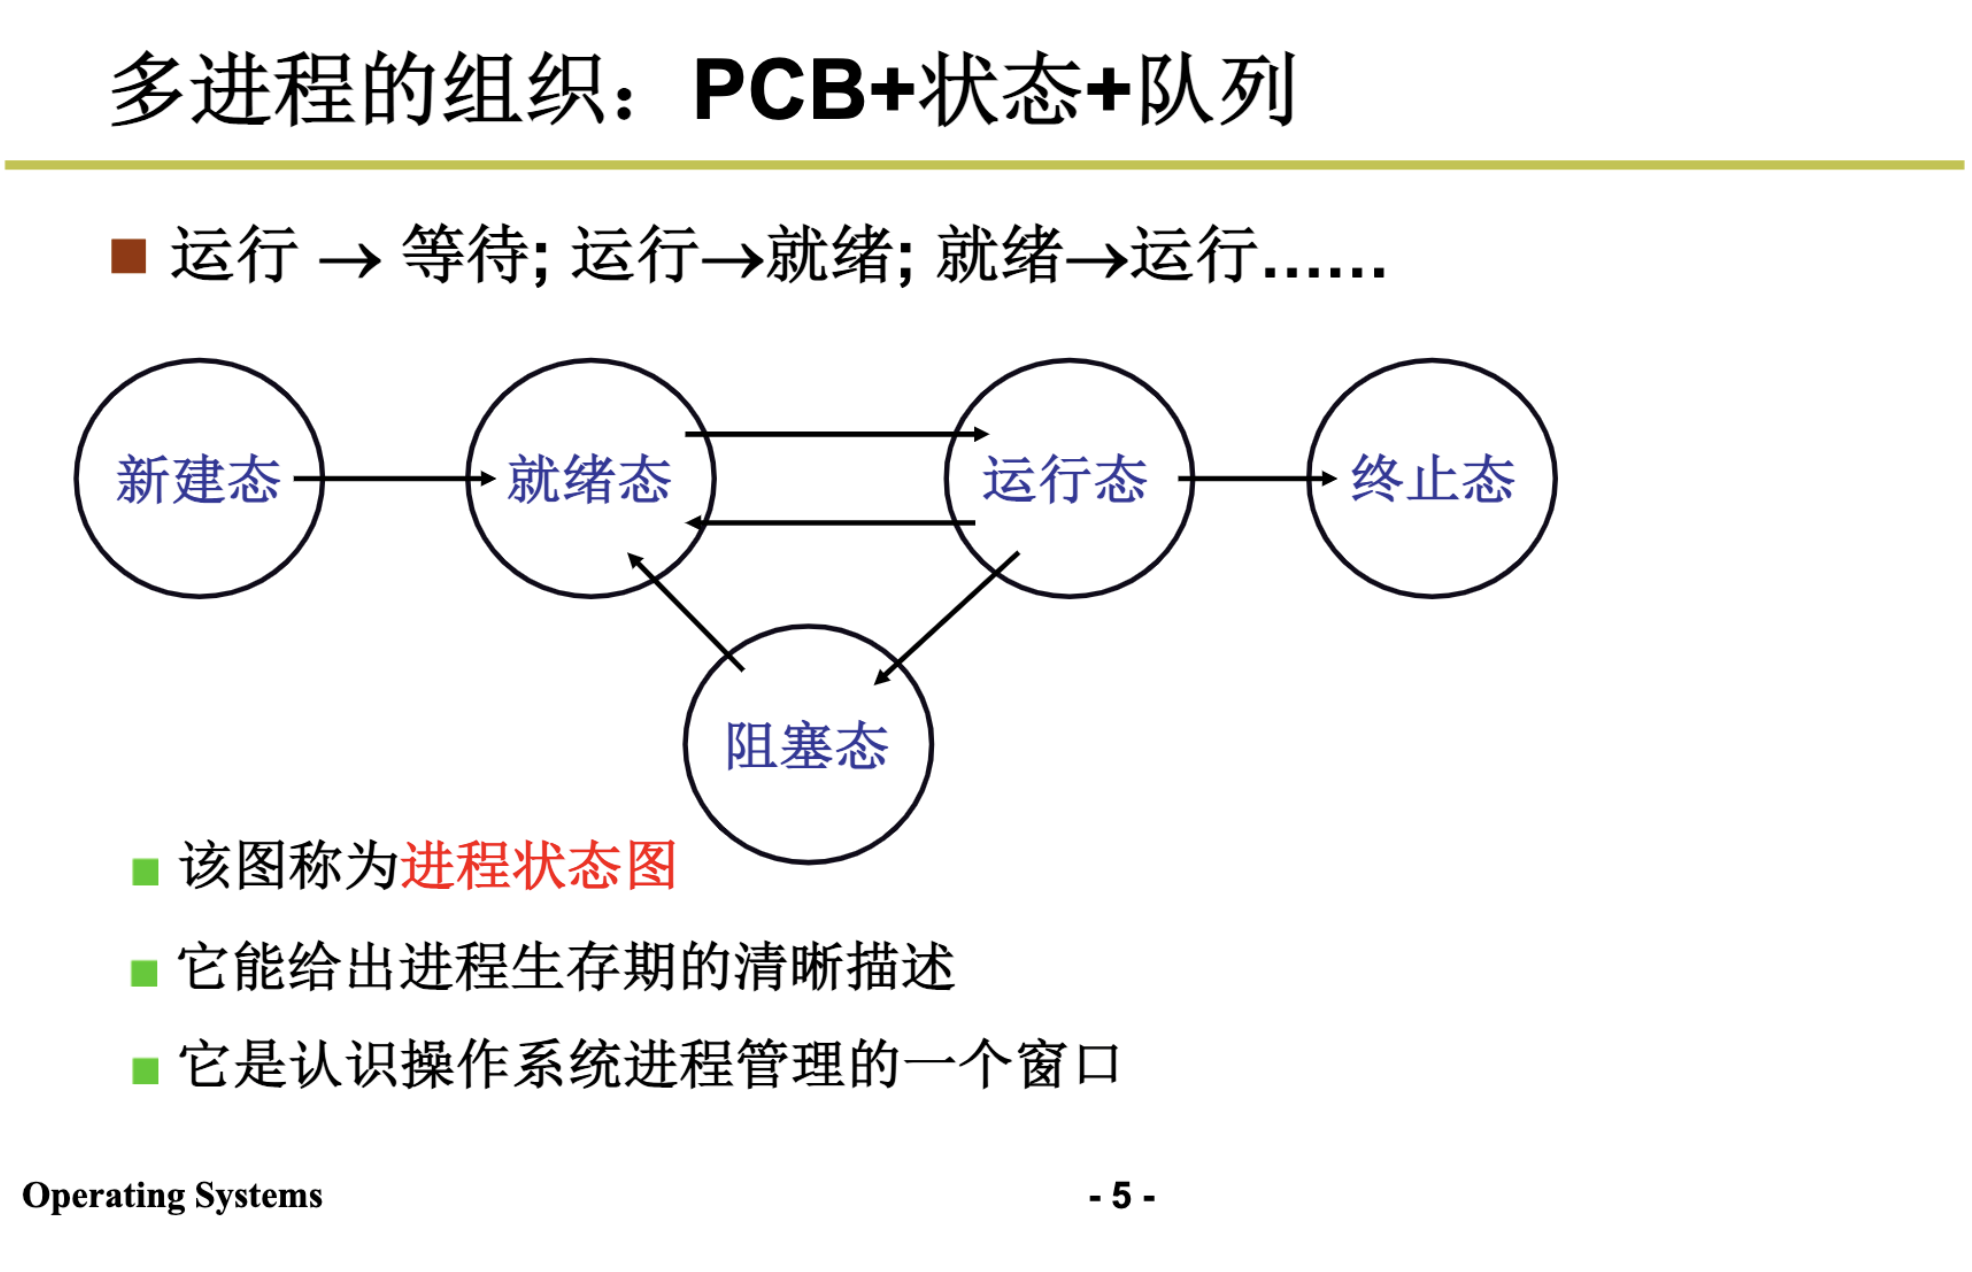 多进程的组织：PCB+状态+队列
运行 → 等待; 运行→就绪; 就绪→运行......
新建态 就绪态 运行态 终止态
阻塞态
该图称为进程状态图
它能给出进程生存期的清晰描述
它是认识操作系统进程管理的一个窗口
Operating Systems - 5 -